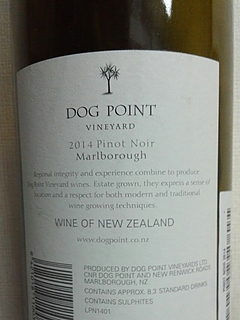 DOG POINT
VINEYARD
2014 Pinot Noir
Marlborough
Regional integrity and experience combine to produce
Dog Point Vineyard wines. Estate grown, they express a sense of
location and a respect for both modern and traditional
wine growing techniques.
WINE OF NEW ZEALAND
www.dogpoint.co.nz
PRODUCED BY DOG POINT VINEYARDS LTD,
CNR DOG POINT AND NEW RENWICK ROADS
MARLBOROUGH, NZ
CONTAINS APPROX. 8.3 STANDARD DRINKS
CONTAINS SULPHITES
LPN1401